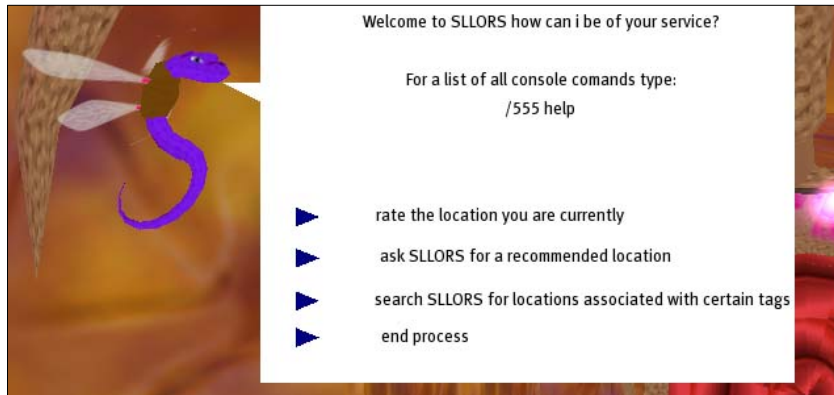 Welcome to SLLORS how can i be of your service?
For a list of all console comands type:
/555 help
rate the location you are currently
ask SLLORS for a recommended location
search SLLORS for locations associated with certain tags
end process